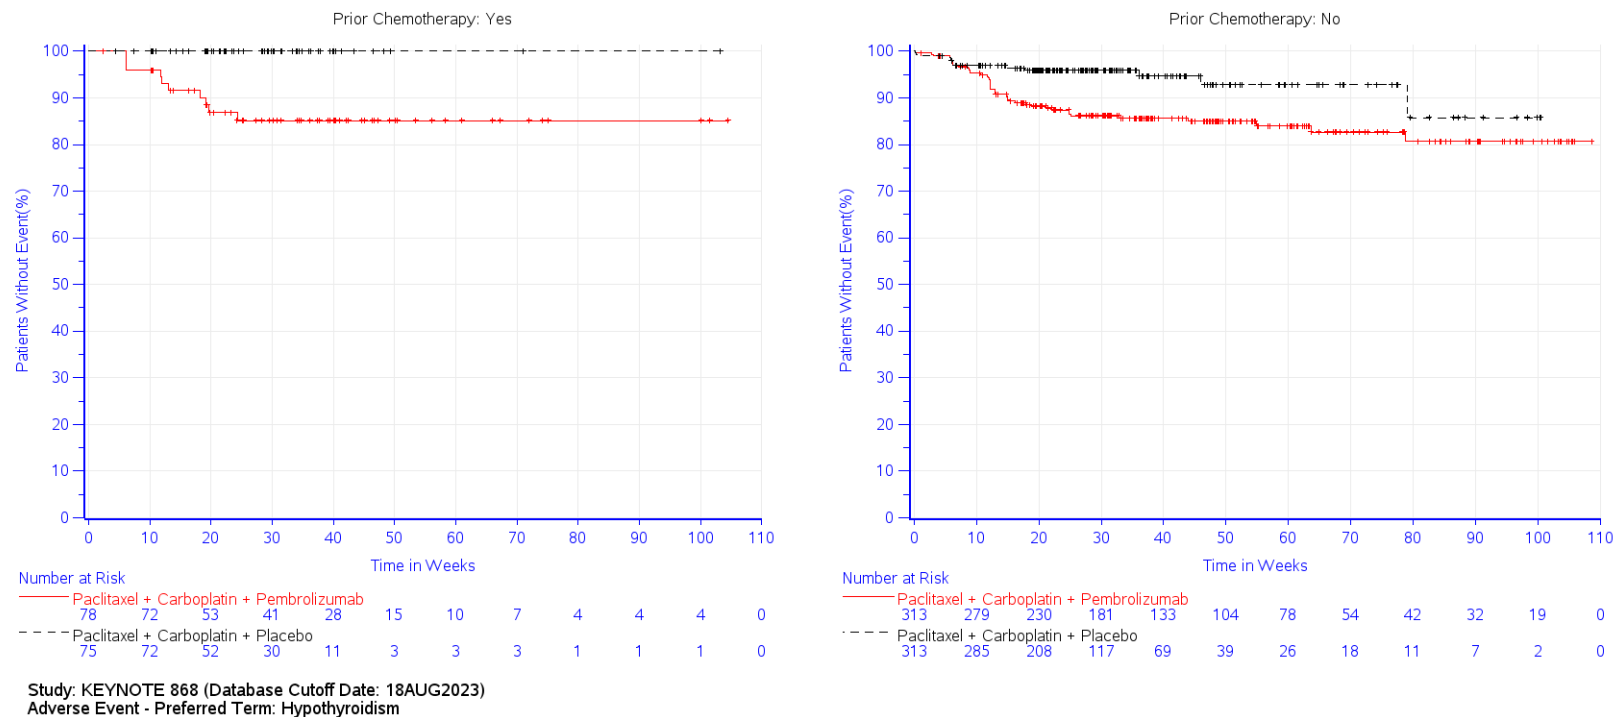 Prior Chemotherapy: Yes
100
90
80
70
60
50
40
30
20
10
0
Patients Without Event(%)
0 10 20 30 40 50 60 70 80 90 100 110
Time in Weeks
Number at Risk
Paclitaxel + Carboplatin + Pembrolizumab
78 72 53 41 28 15 10 7 4 4 4 0
Paclitaxel + Carboplatin + Placebo
75 72 52 30 11 3 3 3 1 1 1 0
Prior Chemotherapy: No
100
90
80
70
60
50
40
30
20
10
0
Patients Without Event(%)
0 10 20 30 40 50 60 70 80 90 100 110
Time in Weeks
Number at Risk
Paclitaxel + Carboplatin + Pembrolizumab
313 279 230 181 133 104 78 54 42 32 19 0
Paclitaxel + Carboplatin + Placebo
313 285 208 117 69 39 26 18 11 7 2 0
Study: KEYNOTE 868 (Database Cutoff Date: 18AUG2023)
Adverse Event - Preferred Term: Hypothyroidism